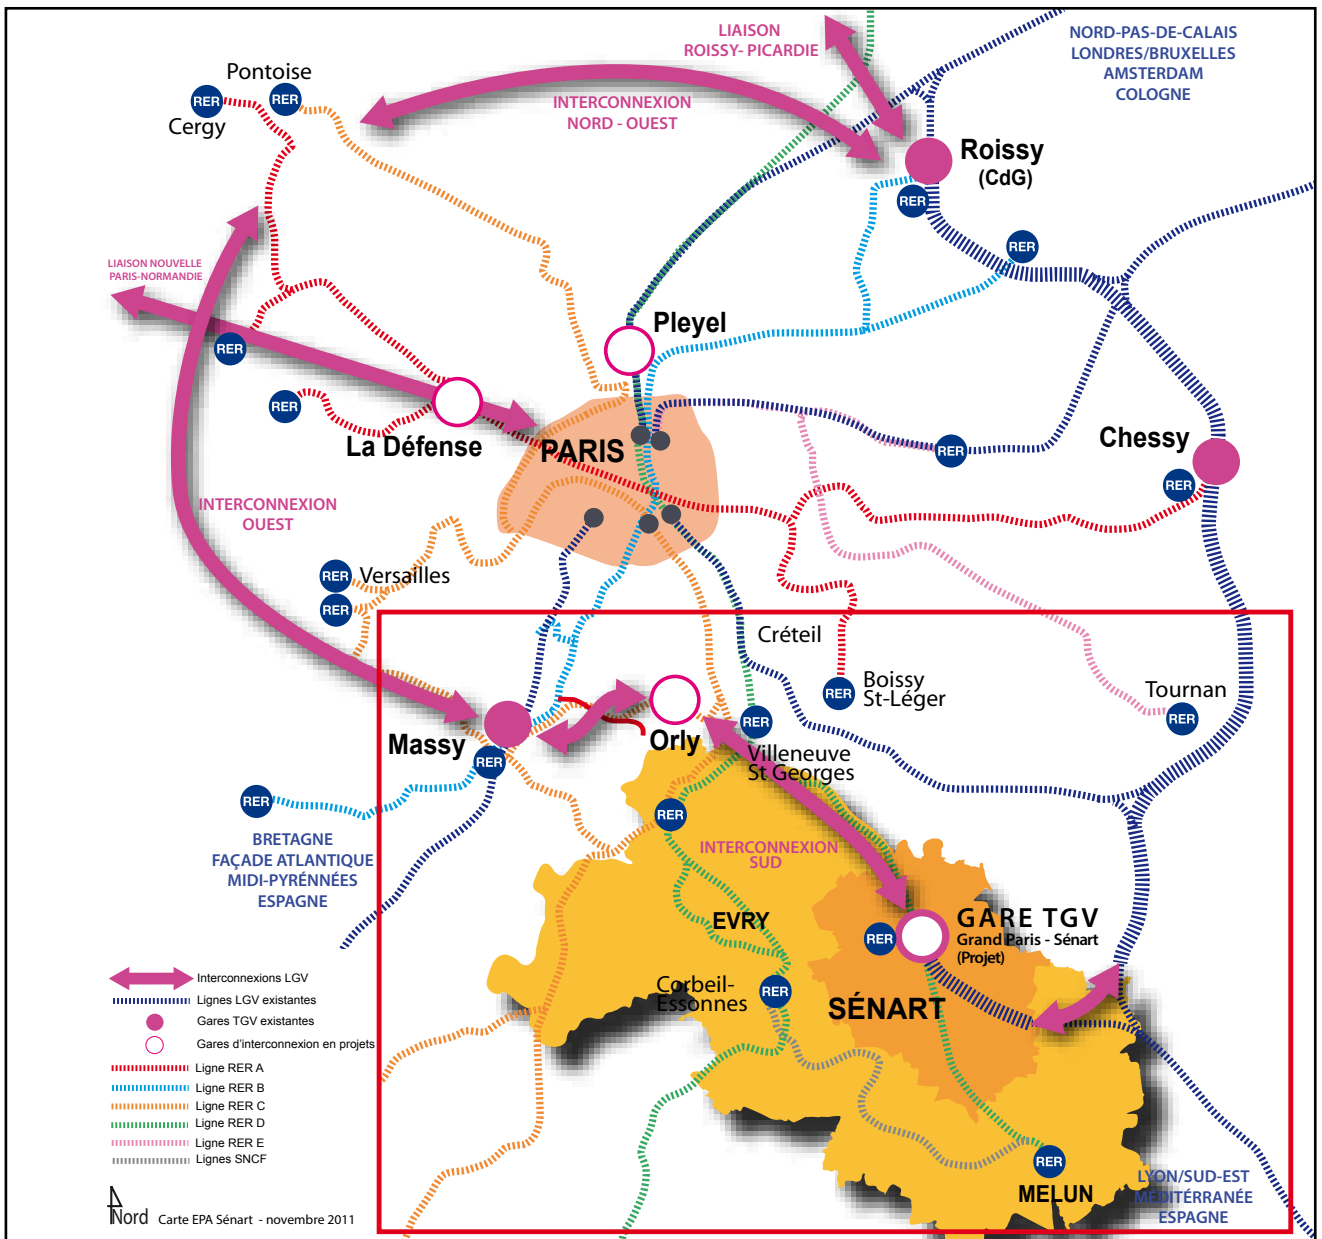 LIAISON
ROISSY- PICARDIE
NORD-PAS-DE-CALAIS
LONDRES/BRUXELLES
AMSTERDAM
COLOGNE
Pontoise
RER
RER
Cergy
INTERCONNEXION
NORD - OUEST
Roissy
(CdG)
RER
RER
LIAISON NOUVELLE
PARIS-NORMANDIE
Pleyel
RER
RER
La Défense
PARIS
RER
Chessy
RER
INTERCONNEXION
OUEST
RER
Versailles
RER
Créteil
RER
Boissy
St-Léger
Tournan
RER
Massy
RER
Orly
RER
Villeneuve
St Georges
RER
RER
BRETAGNE
FAÇADE ATLANTIQUE
MIDI-PYRÉNNÉES
ESPAGNE
INTERCONNEXION
SUD
EVRY
RER
GARE TGV
Grand Paris - Sénart
(Projet)
Corbeil-
Essonnes
RER
SÉNART
Interconnexions LGV
Lignes LGV existantes
Gares TGV existantes
Gares d'interconnexion en projets
Ligne RER A
Ligne RER B
Ligne RER C
Ligne RER D
Ligne RER E
Lignes SNCF
RER
MELUN
LYON/SUD-EST
MÉDITÉRRANÉE
ESPAGNE
Nord
Carte EPA Sénart - novembre 2011